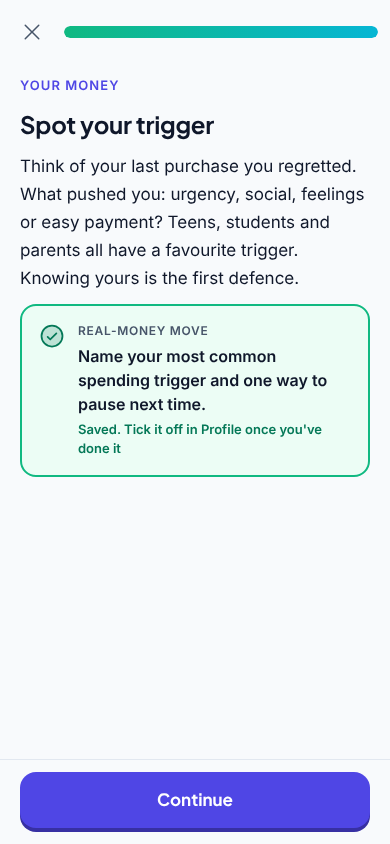 YOUR MONEY
Spot your trigger
Think of your last purchase you regretted.
What pushed you: urgency, social, feelings
or easy payment? Teens, students and
parents all have a favourite trigger.
Knowing yours is the first defence.
REAL-MONEY MOVE
Name your most common
spending trigger and one way to
pause next time.
Saved. Tick it off in Profile once you've
done it
Continue